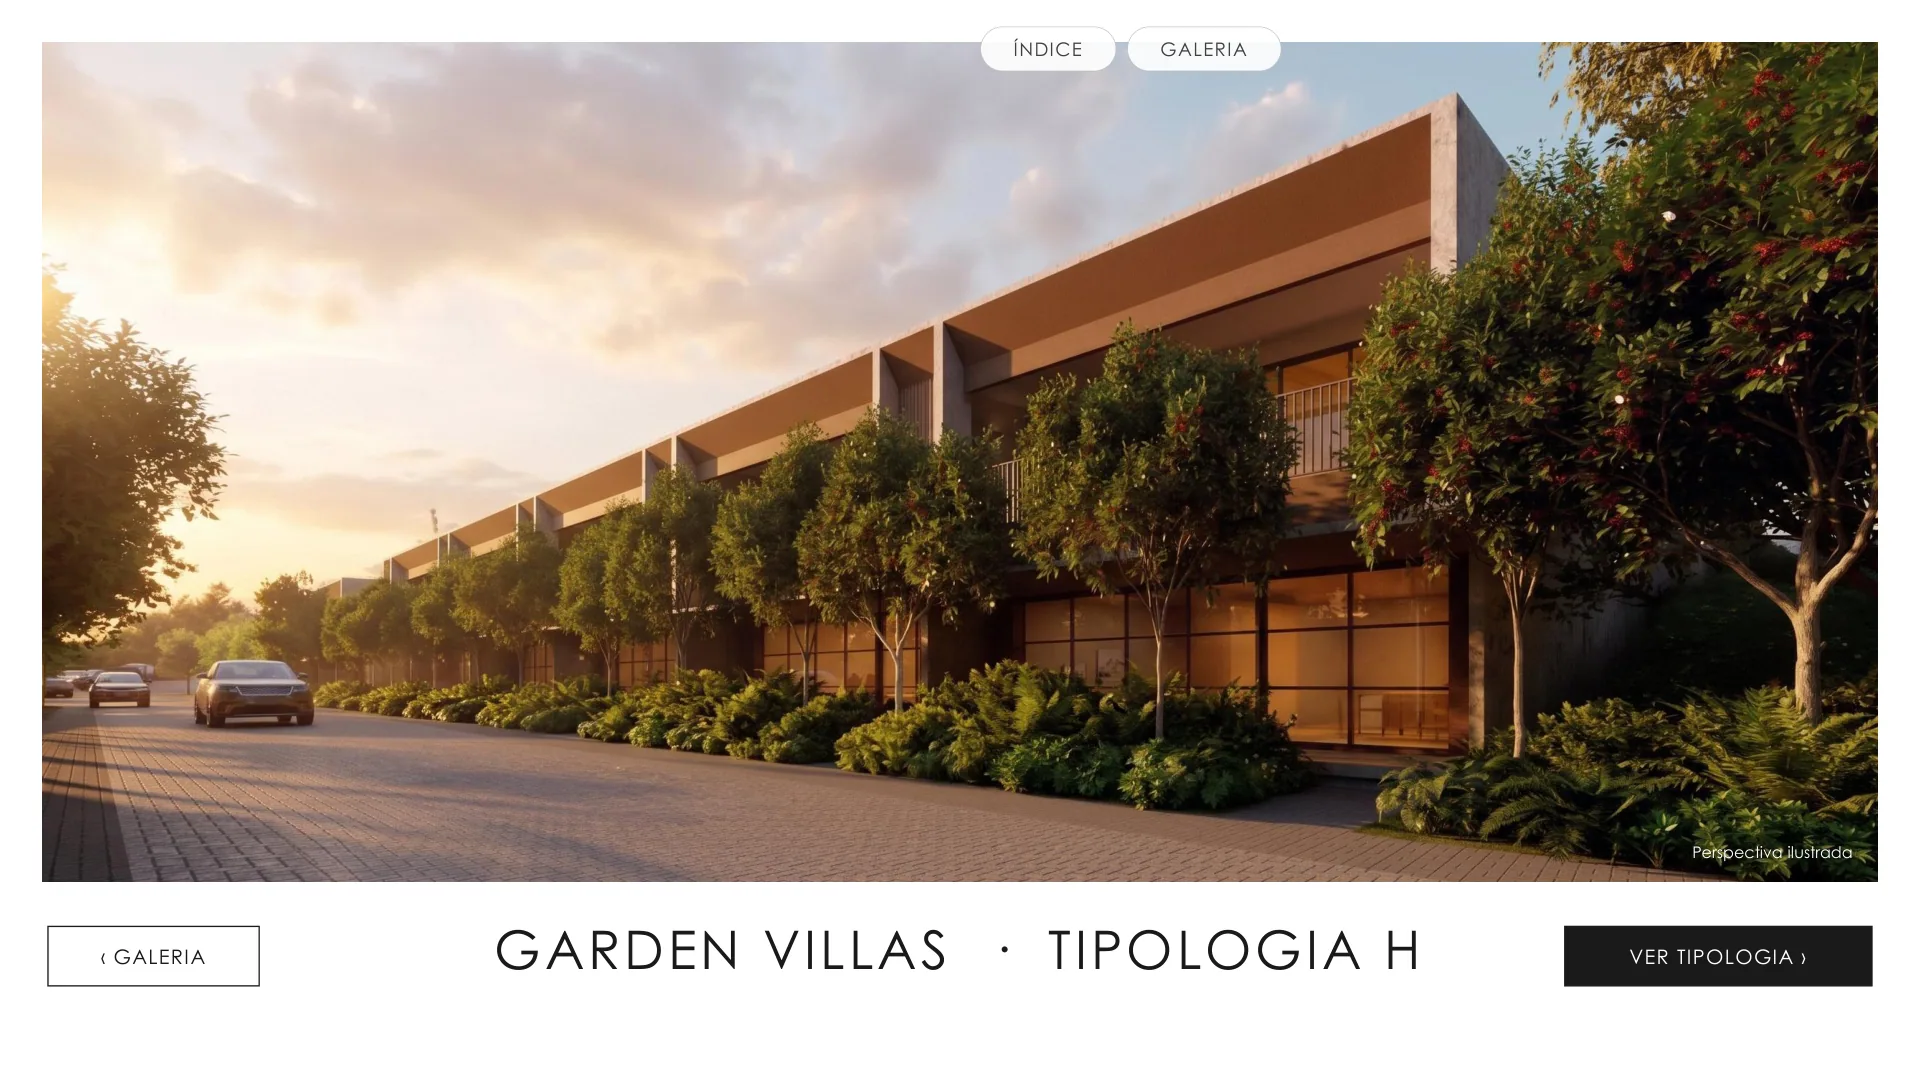 ÍNDICE GALERIA
Perspectiva ilustrada
‹ GALERIA
GARDEN VILLAS · TIPOLOGIA H
VER TIPOLOGIA ›